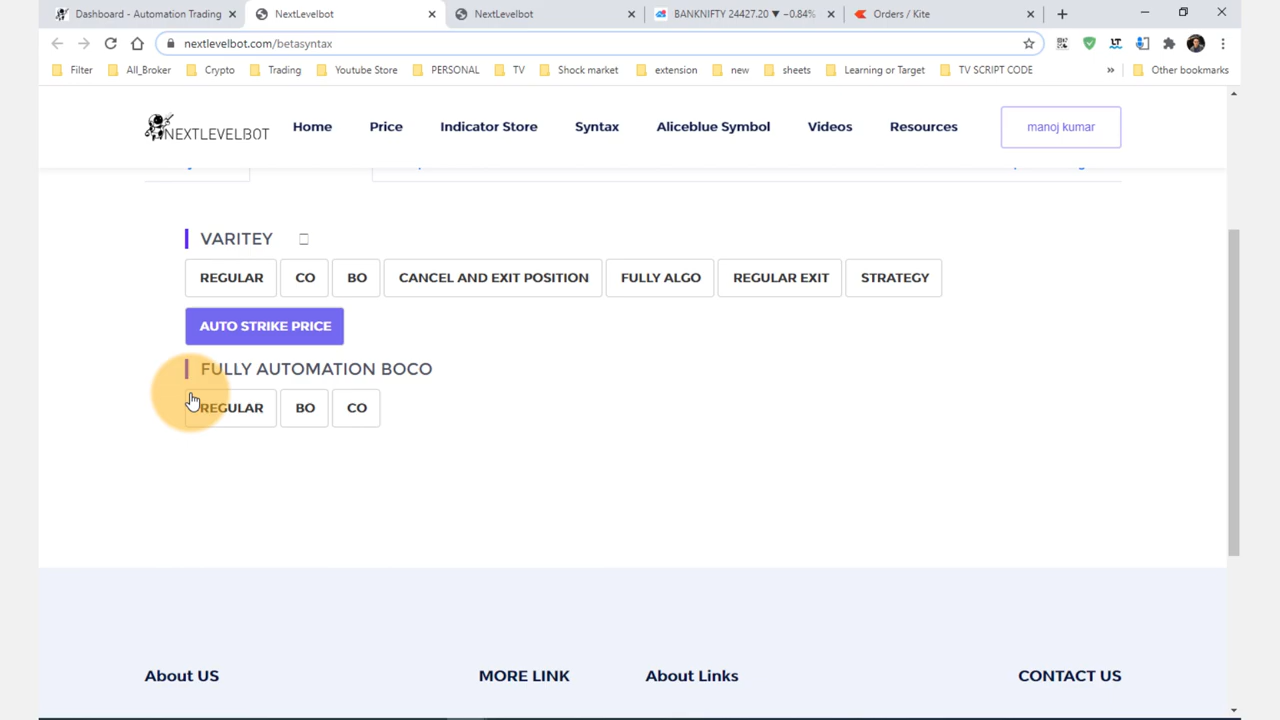 Dashboard - Automation Trading
NextLevelbot
NextLevelbot
BANKNIFTY 24427.20 ▼ −0.84%
Orders / Kite
nextlevelbot.com/betasyntax
Filter
All_Broker
Crypto
Trading
Youtube Store
PERSONAL
TV
Shock market
extension
new
sheets
Learning or Target
TV SCRIPT CODE
»
Other bookmarks
NEXTLEVELBOT
Home
Price
Indicator Store
Syntax
Aliceblue Symbol
Videos
Resources
manoj kumar
VARITEY
REGULAR
CO
BO
CANCEL AND EXIT POSITION
FULLY ALGO
REGULAR EXIT
STRATEGY
AUTO STRIKE PRICE
FULLY AUTOMATION BOCO
REGULAR
BO
CO
About US
MORE LINK
About Links
CONTACT US